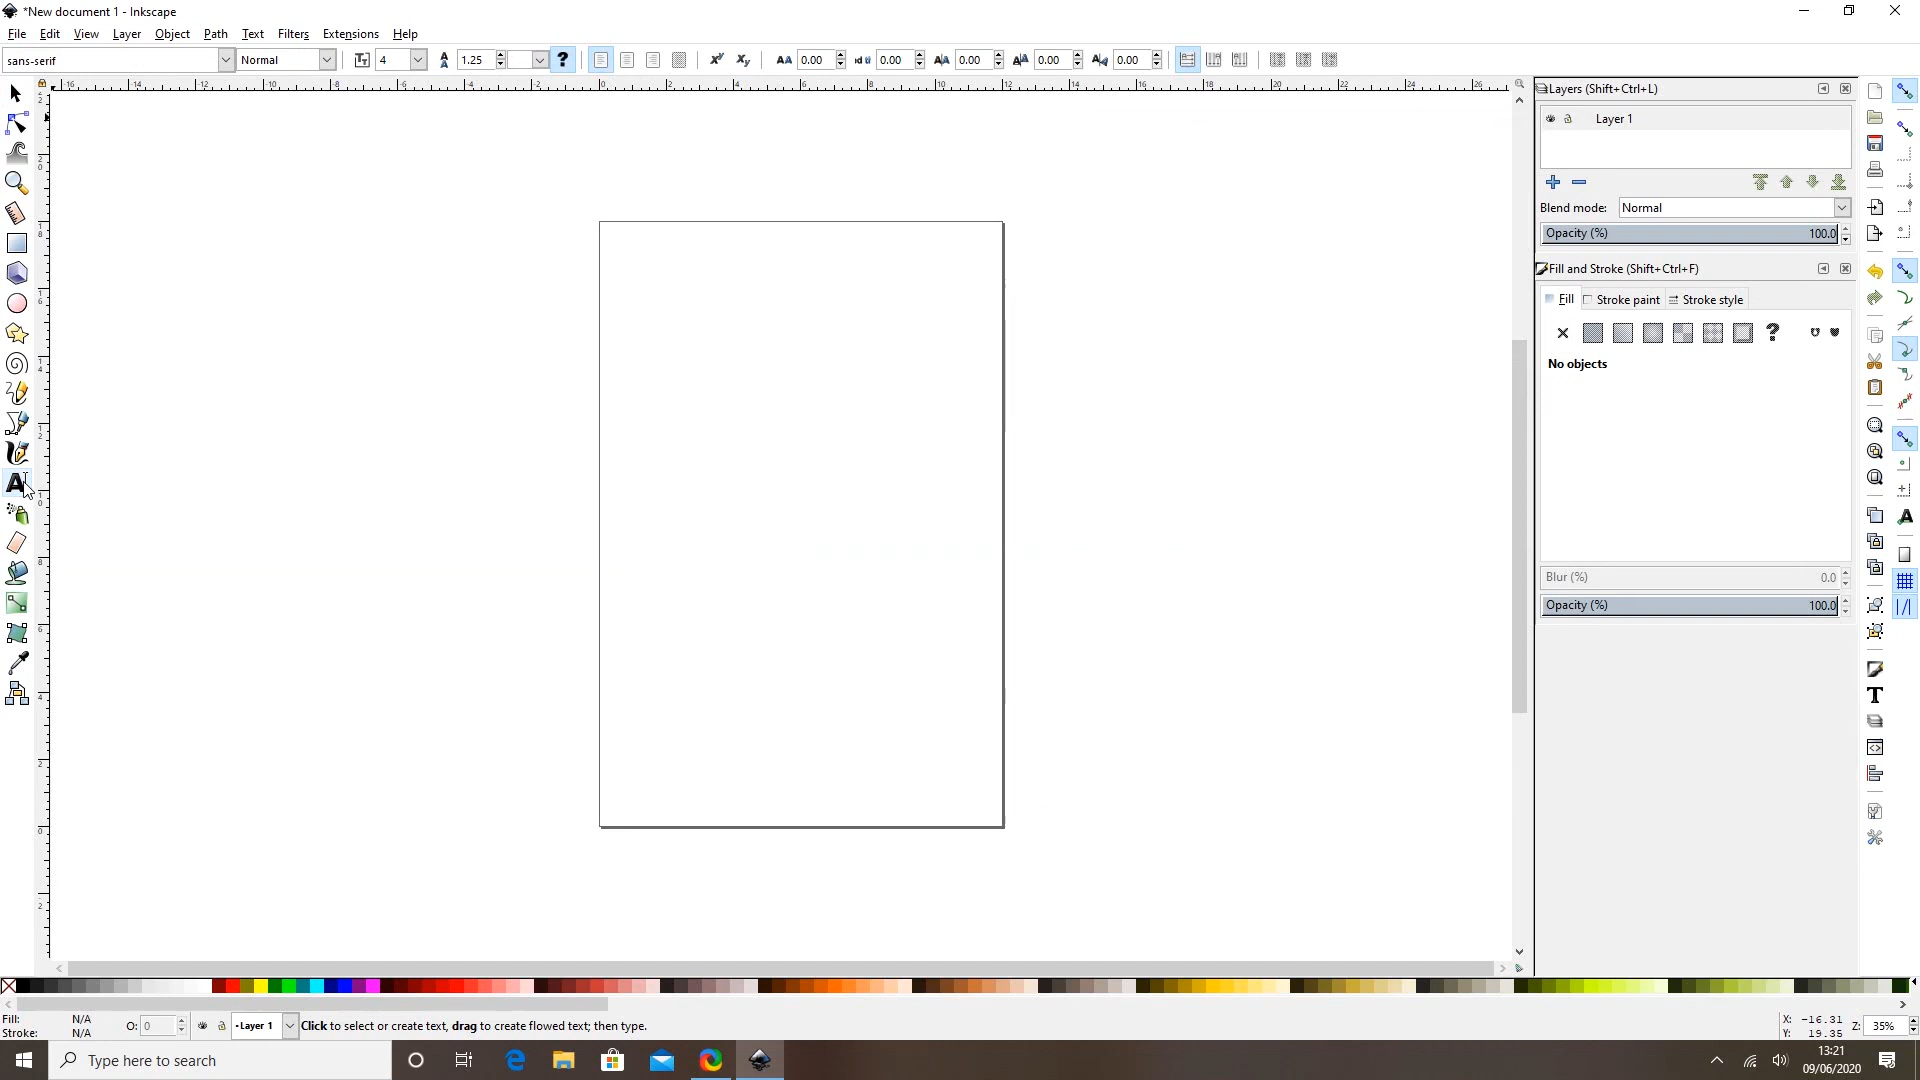 *New document 1 - Inkscape
File Edit View Layer Object Path Text Filters Extensions Help
sans-serif Normal 4 1.25 0.00 0.00 0.00 0.00 0.00
Layers (Shift+Ctrl+L)
Layer 1
Blend mode: Normal
Opacity (%) 100.0
Fill and Stroke (Shift+Ctrl+F)
Fill Stroke paint Stroke style
No objects
Blur (%) 0.0
Opacity (%) 100.0
Fill: N/A
Stroke: N/A
O: 0
Layer 1
Click to select or create text, drag to create flowed text; then type.
X: -16.31
Y: 19.35
Z: 35%
Type here to search
13:21
09/06/2020